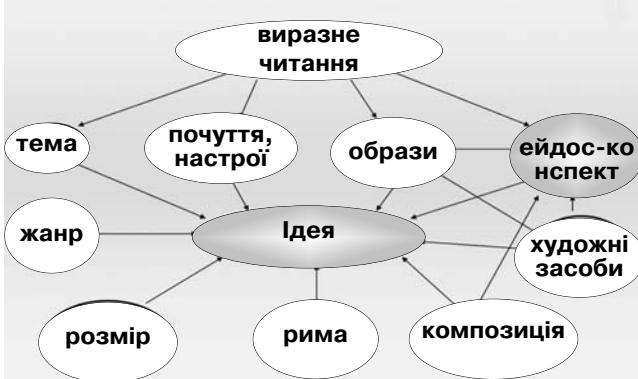 виразне
читання
тема
почуття,
настрої
образи
ейдос-ко
нспект
жанр
Ідея
художні
засоби
розмір
рима
композиція